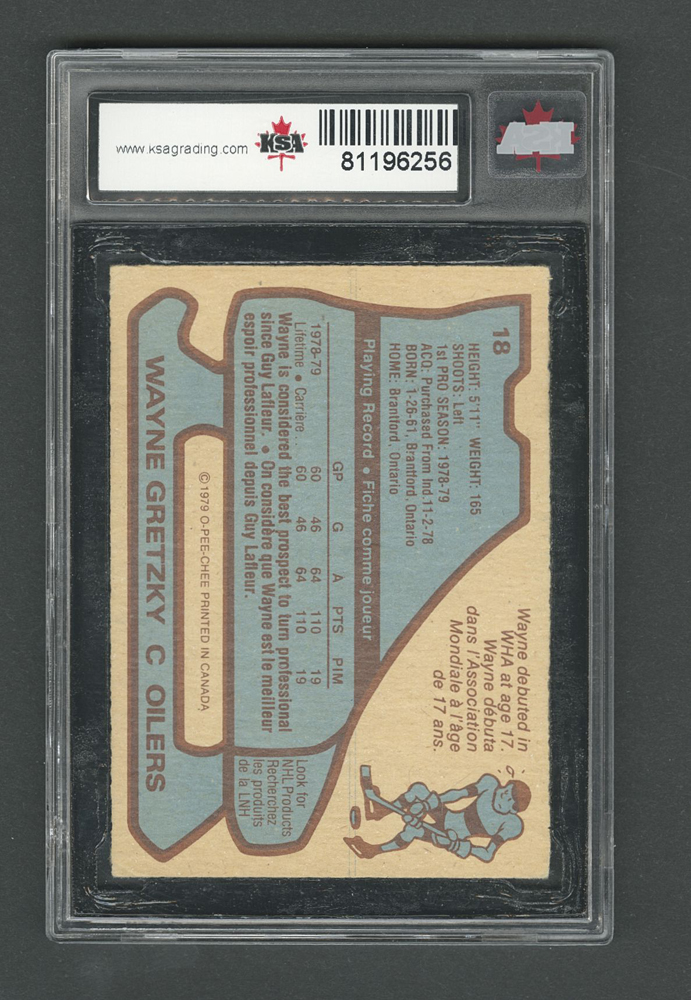 www.ksagrading.com
KSA
81196256
KSA
18
HEIGHT: 5'11" WEIGHT: 165
SHOOTS: Left
1st PRO SEASON: 1978-79
ACQ: Purchased From Ind 11-2-78
BORN: 1-26-61, Brantford, Ontario
HOME: Brantford, Ontario
Wayne debuted in
WHA at age 17.
Wayne débuta
dans l'Association
Mondiale à l'âge
de 17 ans.
Playing Record • Fiche comme joueur
GP G A PTS PIM
1978-79 60 46 64 110 19
Lifetime • Carrière... 60 46 64 110 19
Wayne is considered the best prospect to turn professional
since Guy Lafleur. • On considère que Wayne est le meilleur
espoir professionnel depuis Guy Lafleur.
Look for
NHL Products
Recherchez
les produits
de la LNH
©1979 O-PEE-CHEE PRINTED IN CANADA
WAYNE GRETZKY C OILERS